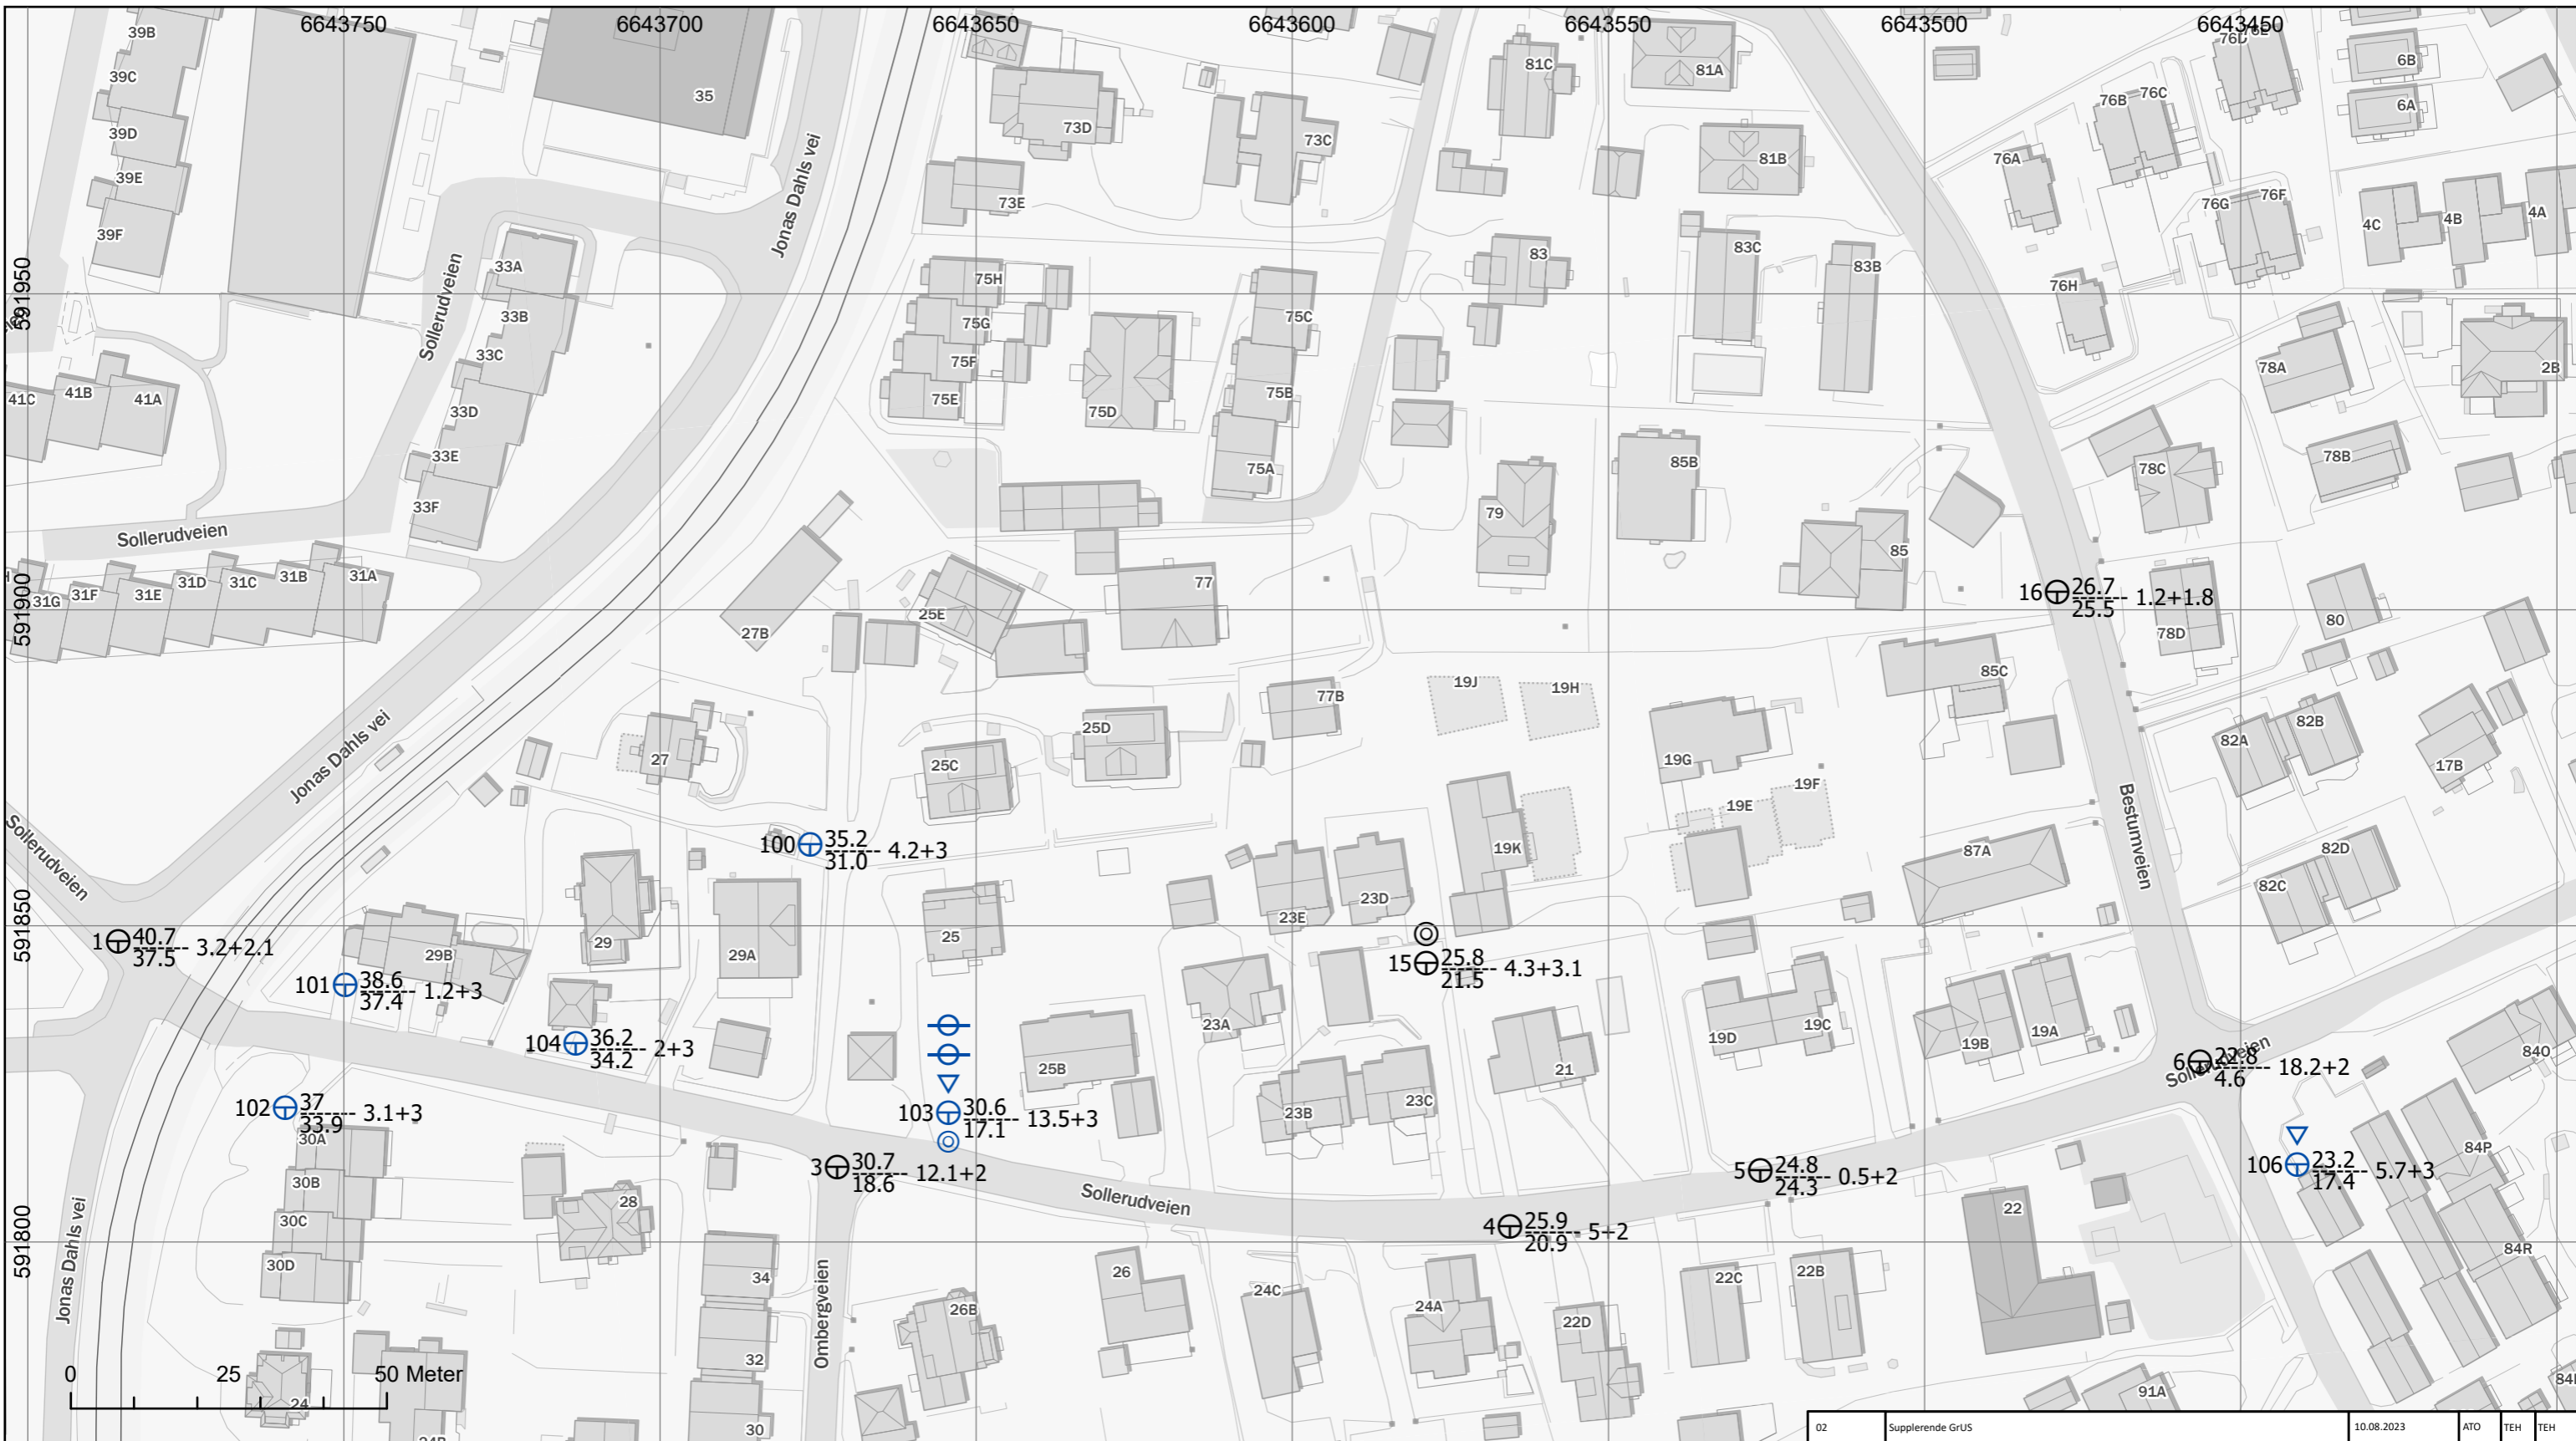 6643750 6643700 6643650 6643600 6643550 6643500 6643450
591950
591900
591850
591800
39B
39C
39D
39E
39F
35
Jonas Dahls vei
73D
73C
73E
81C
81A
81B
76D
76E
76B
76C
76A
76G
76F
76H
6B
6A
4C
4B
4A
33A
33B
33C
33D
33E
33F
Sollerudveien
Sollerudveien
41C
41B
41A
75H
75G
75F
75E
75D
75C
75B
75A
83
83C
83B
78A
2B
78B
78C
79
85B
85
31G
31F
31E
31D
31C
31B
31A
27B
25E
77
16 26.7
------- 1.2+1.8
25.5
78D
80
85C
77B
19J
19H
25D
25C
27
19G
19F
19E
19K
82A
82B
17B
Jonas Dahls vei
Bestumveien
Sollerudveien
100 35.2
------- 4.2+3
31.0
87A
82D
82C
23E
23D
29
29A
29B
25
1 40.7
------- 3.2+2.1
37.5
15 25.8
------- 4.3+3.1
21.5
101 38.6
------- 1.2+3
37.4
104 36.2
------- 2+3
34.2
23A
25B
21
19D
19C
19B
19A
84O
6 22.8
------- 18.2+2
4.6
Sollerudveien
102 37
------- 3.1+3
33.9
103 30.6
------- 13.5+3
17.1
23B
23C
30A
30B
30C
30D
28
3 30.7
------- 12.1+2
18.6
Sollerudveien
5 24.8
------- 0.5+2
24.3
4 25.9
------- 5+2
20.9
106 23.2
------- 5.7+3
17.4
84P
84R
22
Jonas Dahls vei
Ombergveien
34
32
30
26B
26
24C
24A
22D
22C
22B
91A
24
24B
0 25 50 Meter
02 Supplerende GrUS 10.08.2023 ATO TEH TEH